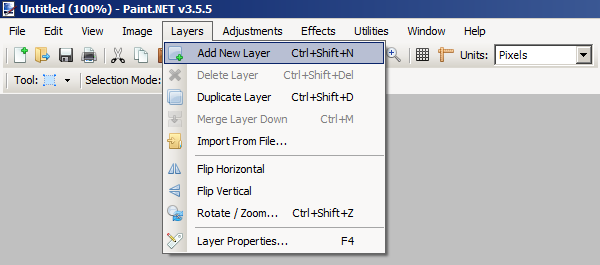 Untitled (100%) - Paint.NET v3.5.5
File Edit View Image Layers Adjustments Effects Utilities Window Help
Units: Pixels
Tool: Selection Mode:
Add New Layer Ctrl+Shift+N
Delete Layer Ctrl+Shift+Del
Duplicate Layer Ctrl+Shift+D
Merge Layer Down Ctrl+M
Import From File...
Flip Horizontal
Flip Vertical
Rotate / Zoom... Ctrl+Shift+Z
Layer Properties... F4